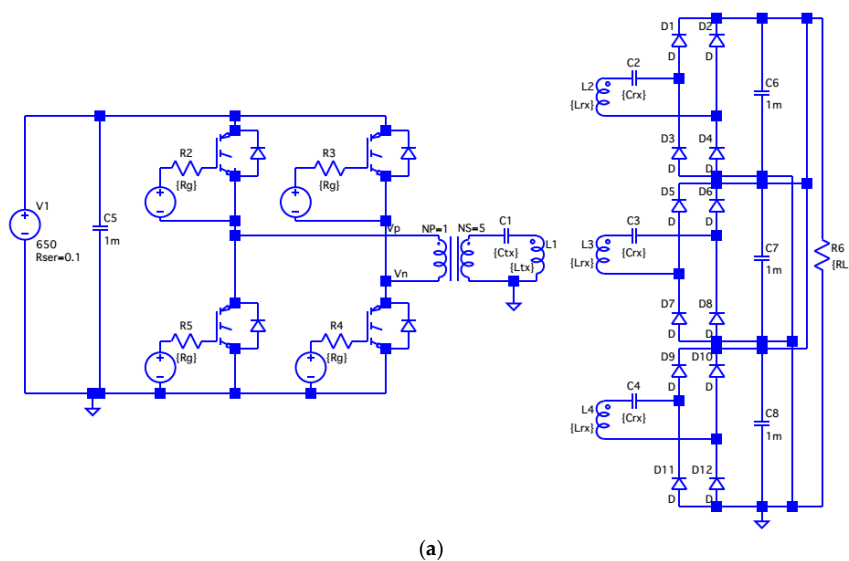 D1
D2
D
D
C2
L2
{Lrx}
{Crx}
C6
1m
D3
D4
D
D
R2
{Rg}
R3
{Rg}
D5
D6
D
D
V1
650
Rser=0.1
C5
1m
Vp
NP=1
NS=5
C1
{Ctx}
L1
{Ltx}
Vn
C3
L3
{Lrx}
{Crx}
C7
1m
R6
{RL
D7
D8
D
D
R5
{Rg}
R4
{Rg}
D9
D10
D
D
C4
L4
{Lrx}
{Crx}
C8
1m
D11
D12
D
D
(a)